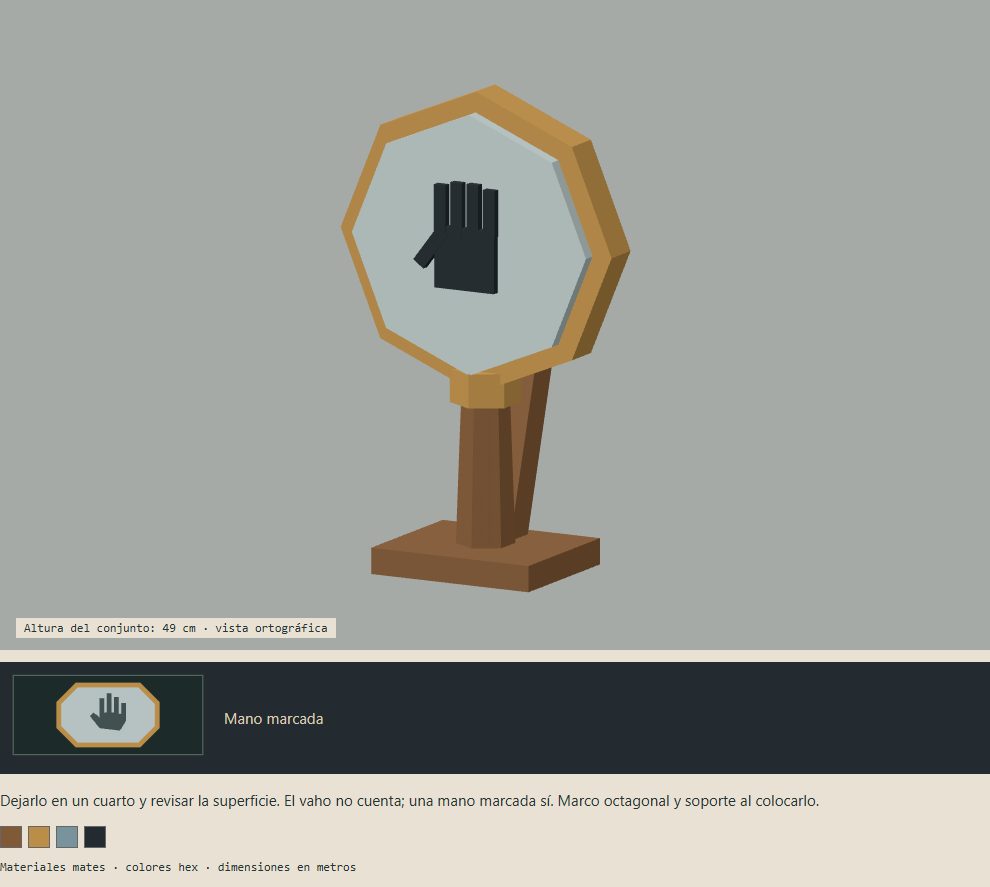 Altura del conjunto: 49 cm · vista ortográfica
Mano marcada
Dejarlo en un cuarto y revisar la superficie. El vaho no cuenta; una mano marcada sí. Marco octagonal y soporte al colocarlo.
Materiales mates · colores hex · dimensiones en metros